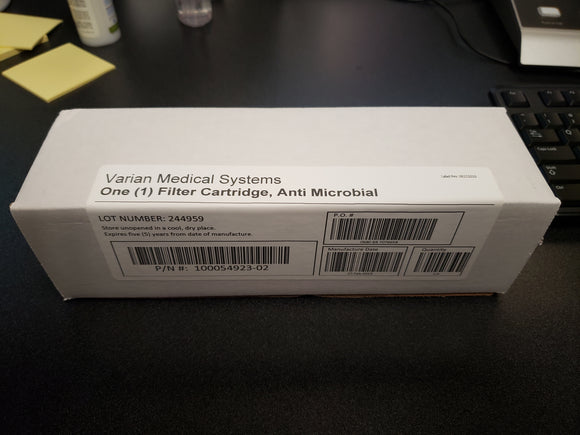 Varian Medical Systems
One (1) Filter Cartridge, Anti Microbial
LOT NUMBER: 244959
Store unopened in a cool, dry place.
Expires five (5) years from date of manufacture.
P/N #: 100054923-02
P.O. #
Manufacture Date
Quantity